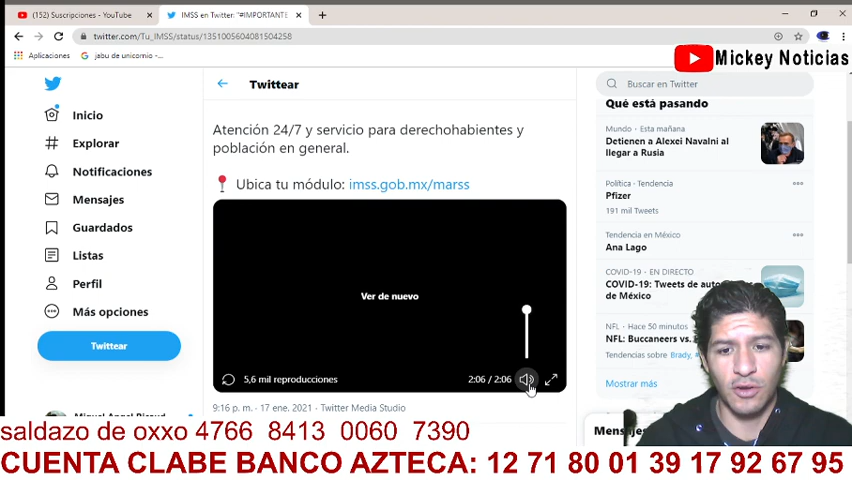 (152) Suscripciones - YouTube
IMSS en Twitter: "#IMPORTANTE
twitter.com/Tu_IMSS/status/1351005604081504258
Aplicaciones
jabu de unicornio -...
Mickey Noticias
Inicio
Explorar
Notificaciones
Mensajes
Guardados
Listas
Perfil
Más opciones
Twittear
Twittear
Atención 24/7 y servicio para derechohabientes y
población en general.
Ubica tu módulo: imss.gob.mx/marss
Ver de nuevo
5,6 mil reproducciones
2:06 / 2:06
9:16 p. m. · 17 ene. 2021 · Twitter Media Studio
Buscar en Twitter
Qué está pasando
Mundo · Esta mañana
Detienen a Alexei Navalni al
llegar a Rusia
Política · Tendencia
Pfizer
191 mil Tweets
Tendencia en México
Ana Lago
COVID-19 · EN DIRECTO
COVID-19: Tweets de
de México
NFL · Hace 50 minutos
NFL: Buccaneers vs.
Tendencias sobre Brady,
Mostrar más
Mensajes
saldazo de oxxo 4766 8413 0060 7390
CUENTA CLABE BANCO AZTECA: 12 71 80 01 39 17 92 67 95